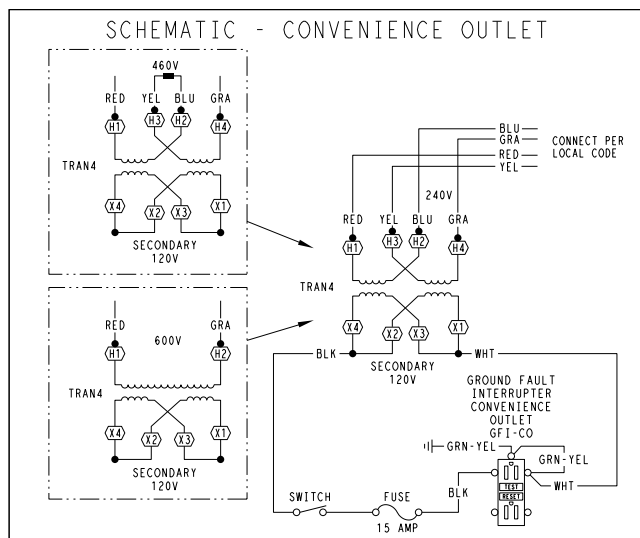 SCHEMATIC - CONVENIENCE OUTLET
460V
RED YEL BLU GRA
H1 H3 H2 H4
TRAN4
X4 X2 X3 X1
SECONDARY
120V
600V
RED GRA
H1 H2
TRAN4
X4 X2 X3 X1
SECONDARY
120V
BLU
GRA
RED
YEL
CONNECT PER
LOCAL CODE
240V
RED YEL BLU GRA
H1 H3 H2 H4
TRAN4
X4 X2 X3 X1
BLK
WHT
SECONDARY
120V
GROUND FAULT
INTERRUPTER
CONVENIENCE
OUTLET
GFI-CO
GRN-YEL
GRN-YEL
WHT
BLK
TEST
RESET
SWITCH
FUSE
15 AMP